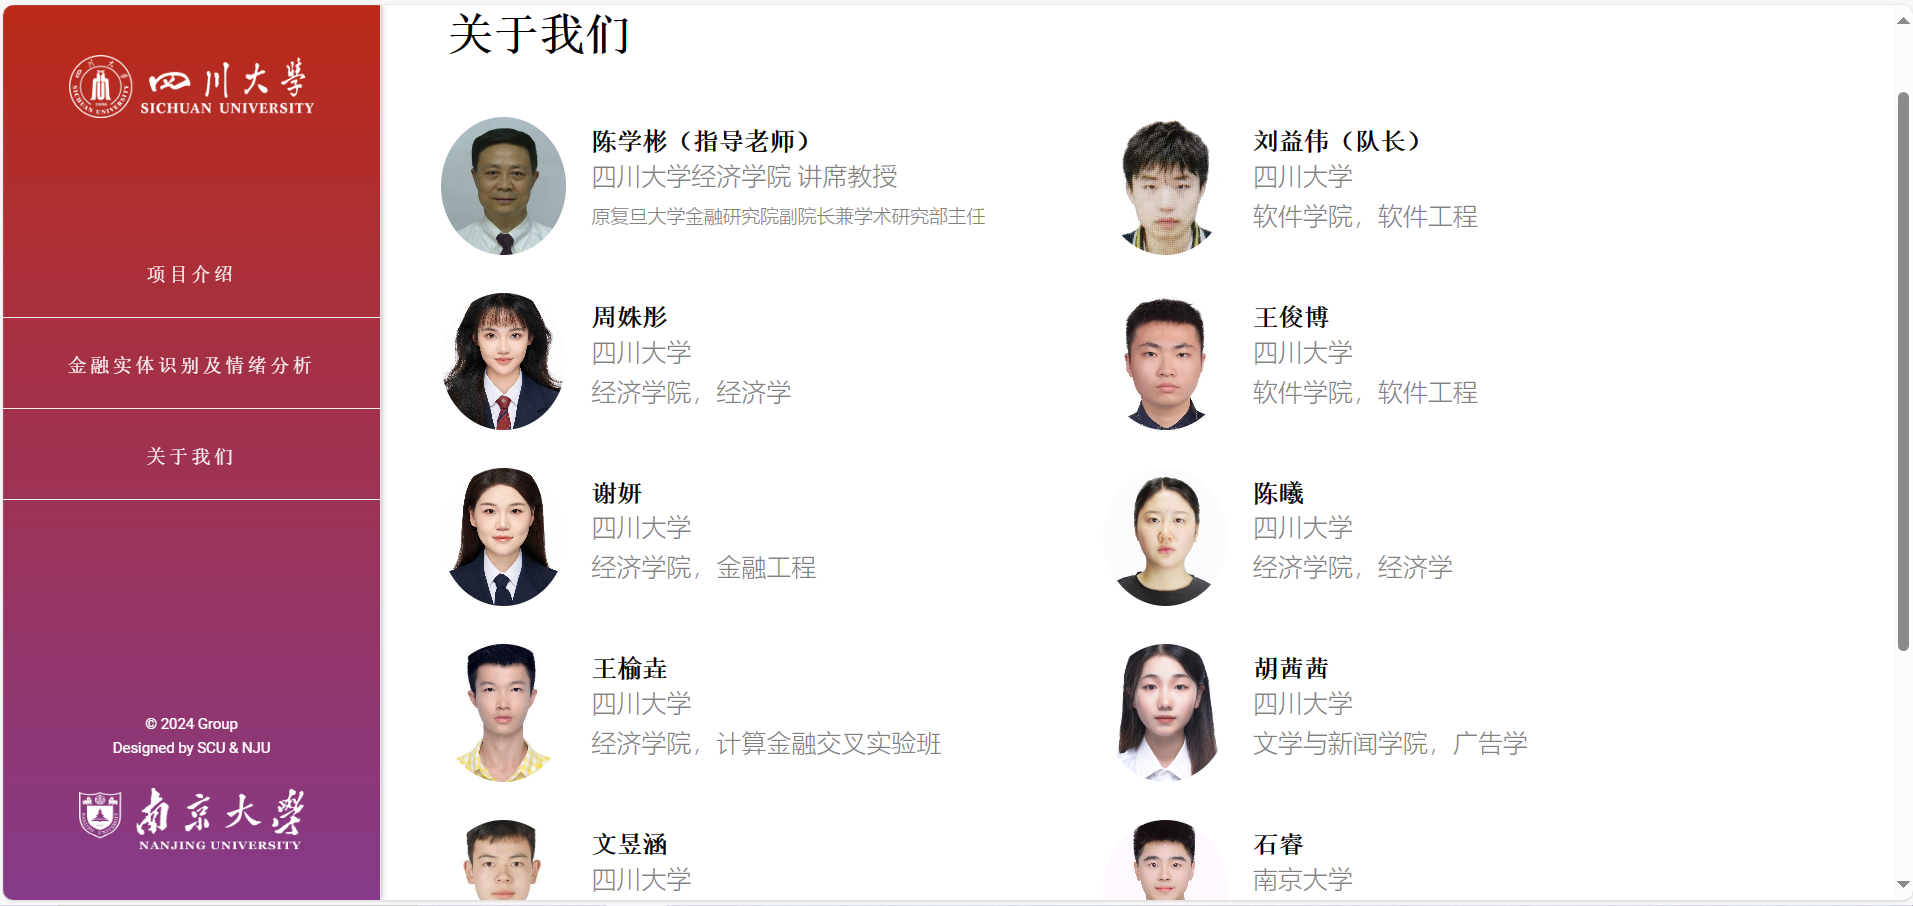 四川大学
SICHUAN UNIVERSITY
项目介绍
金融实体识别及情绪分析
关于我们
© 2024 Group
Designed by SCU & NJU
南京大学
NANJING UNIVERSITY
关于我们
陈学彬（指导老师）
四川大学经济学院 讲席教授
原复旦大学金融研究院副院长兼学术研究部主任
刘益伟（队长）
四川大学
软件学院，软件工程
周姝彤
四川大学
经济学院，经济学
王俊博
四川大学
软件学院，软件工程
谢妍
四川大学
经济学院，金融工程
陈曦
四川大学
经济学院，经济学
王榆垚
四川大学
经济学院，计算金融交叉实验班
胡茜茜
四川大学
文学与新闻学院，广告学
文昱涵
四川大学
石睿
南京大学